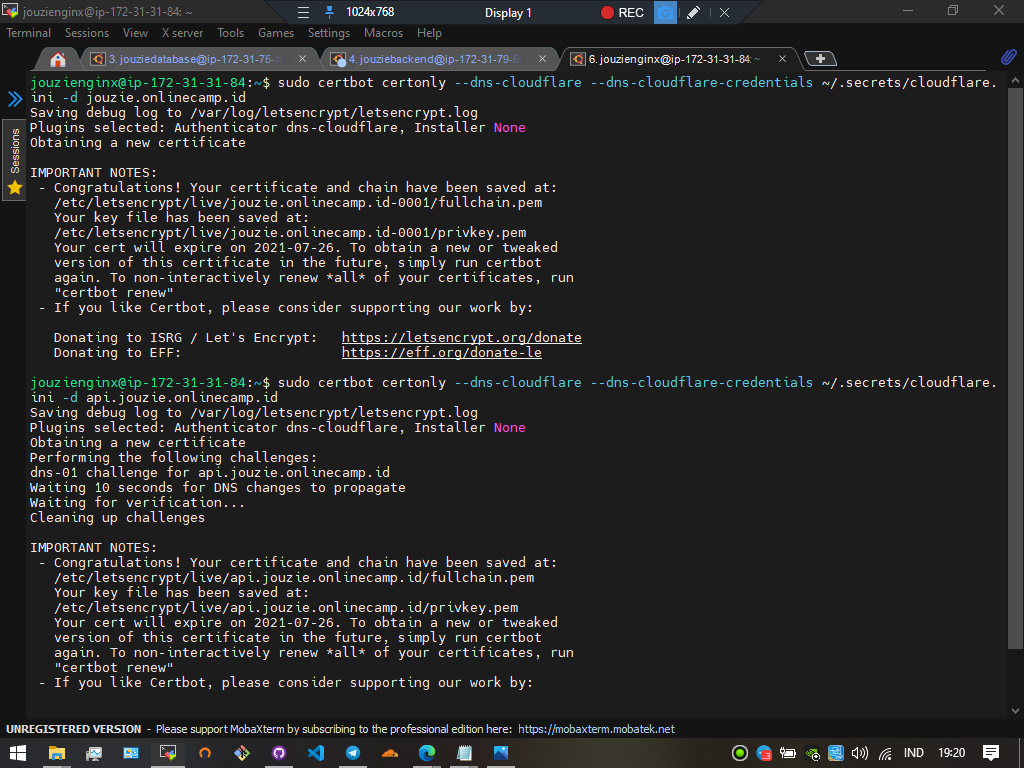 jouzienginx@ip-172-31-31-84: ~
1024x768
Display 1
REC
Terminal Sessions View X server Tools Games Settings Macros Help
3. jouziedatabase@ip-172-31-75-
4. jouziebackend@ip-172-31-79-
6. jouzienginx@ip-172-31-31-84: ~
Sessions
jouzienginx@ip-172-31-31-84:~$ sudo certbot certonly --dns-cloudflare --dns-cloudflare-credentials ~/.secrets/cloudflare.
ini -d jouzie.onlinecamp.id
Saving debug log to /var/log/letsencrypt/letsencrypt.log
Plugins selected: Authenticator dns-cloudflare, Installer None
Obtaining a new certificate
IMPORTANT NOTES:
- Congratulations! Your certificate and chain have been saved at:
/etc/letsencrypt/live/jouzie.onlinecamp.id-0001/fullchain.pem
Your key file has been saved at:
/etc/letsencrypt/live/jouzie.onlinecamp.id-0001/privkey.pem
Your cert will expire on 2021-07-26. To obtain a new or tweaked
version of this certificate in the future, simply run certbot
again. To non-interactively renew *all* of your certificates, run
"certbot renew"
- If you like Certbot, please consider supporting our work by:
Donating to ISRG / Let's Encrypt: https://letsencrypt.org/donate
Donating to EFF: https://eff.org/donate-le
jouzienginx@ip-172-31-31-84:~$ sudo certbot certonly --dns-cloudflare --dns-cloudflare-credentials ~/.secrets/cloudflare.
ini -d api.jouzie.onlinecamp.id
Saving debug log to /var/log/letsencrypt/letsencrypt.log
Plugins selected: Authenticator dns-cloudflare, Installer None
Obtaining a new certificate
Performing the following challenges:
dns-01 challenge for api.jouzie.onlinecamp.id
Waiting 10 seconds for DNS changes to propagate
Waiting for verification...
Cleaning up challenges
IMPORTANT NOTES:
- Congratulations! Your certificate and chain have been saved at:
/etc/letsencrypt/live/api.jouzie.onlinecamp.id/fullchain.pem
Your key file has been saved at:
/etc/letsencrypt/live/api.jouzie.onlinecamp.id/privkey.pem
Your cert will expire on 2021-07-26. To obtain a new or tweaked
version of this certificate in the future, simply run certbot
again. To non-interactively renew *all* of your certificates, run
"certbot renew"
- If you like Certbot, please consider supporting our work by:
UNREGISTERED VERSION - Please support MobaXterm by subscribing to the professional edition here: https://mobaxterm.mobatek.net
IND 19:20